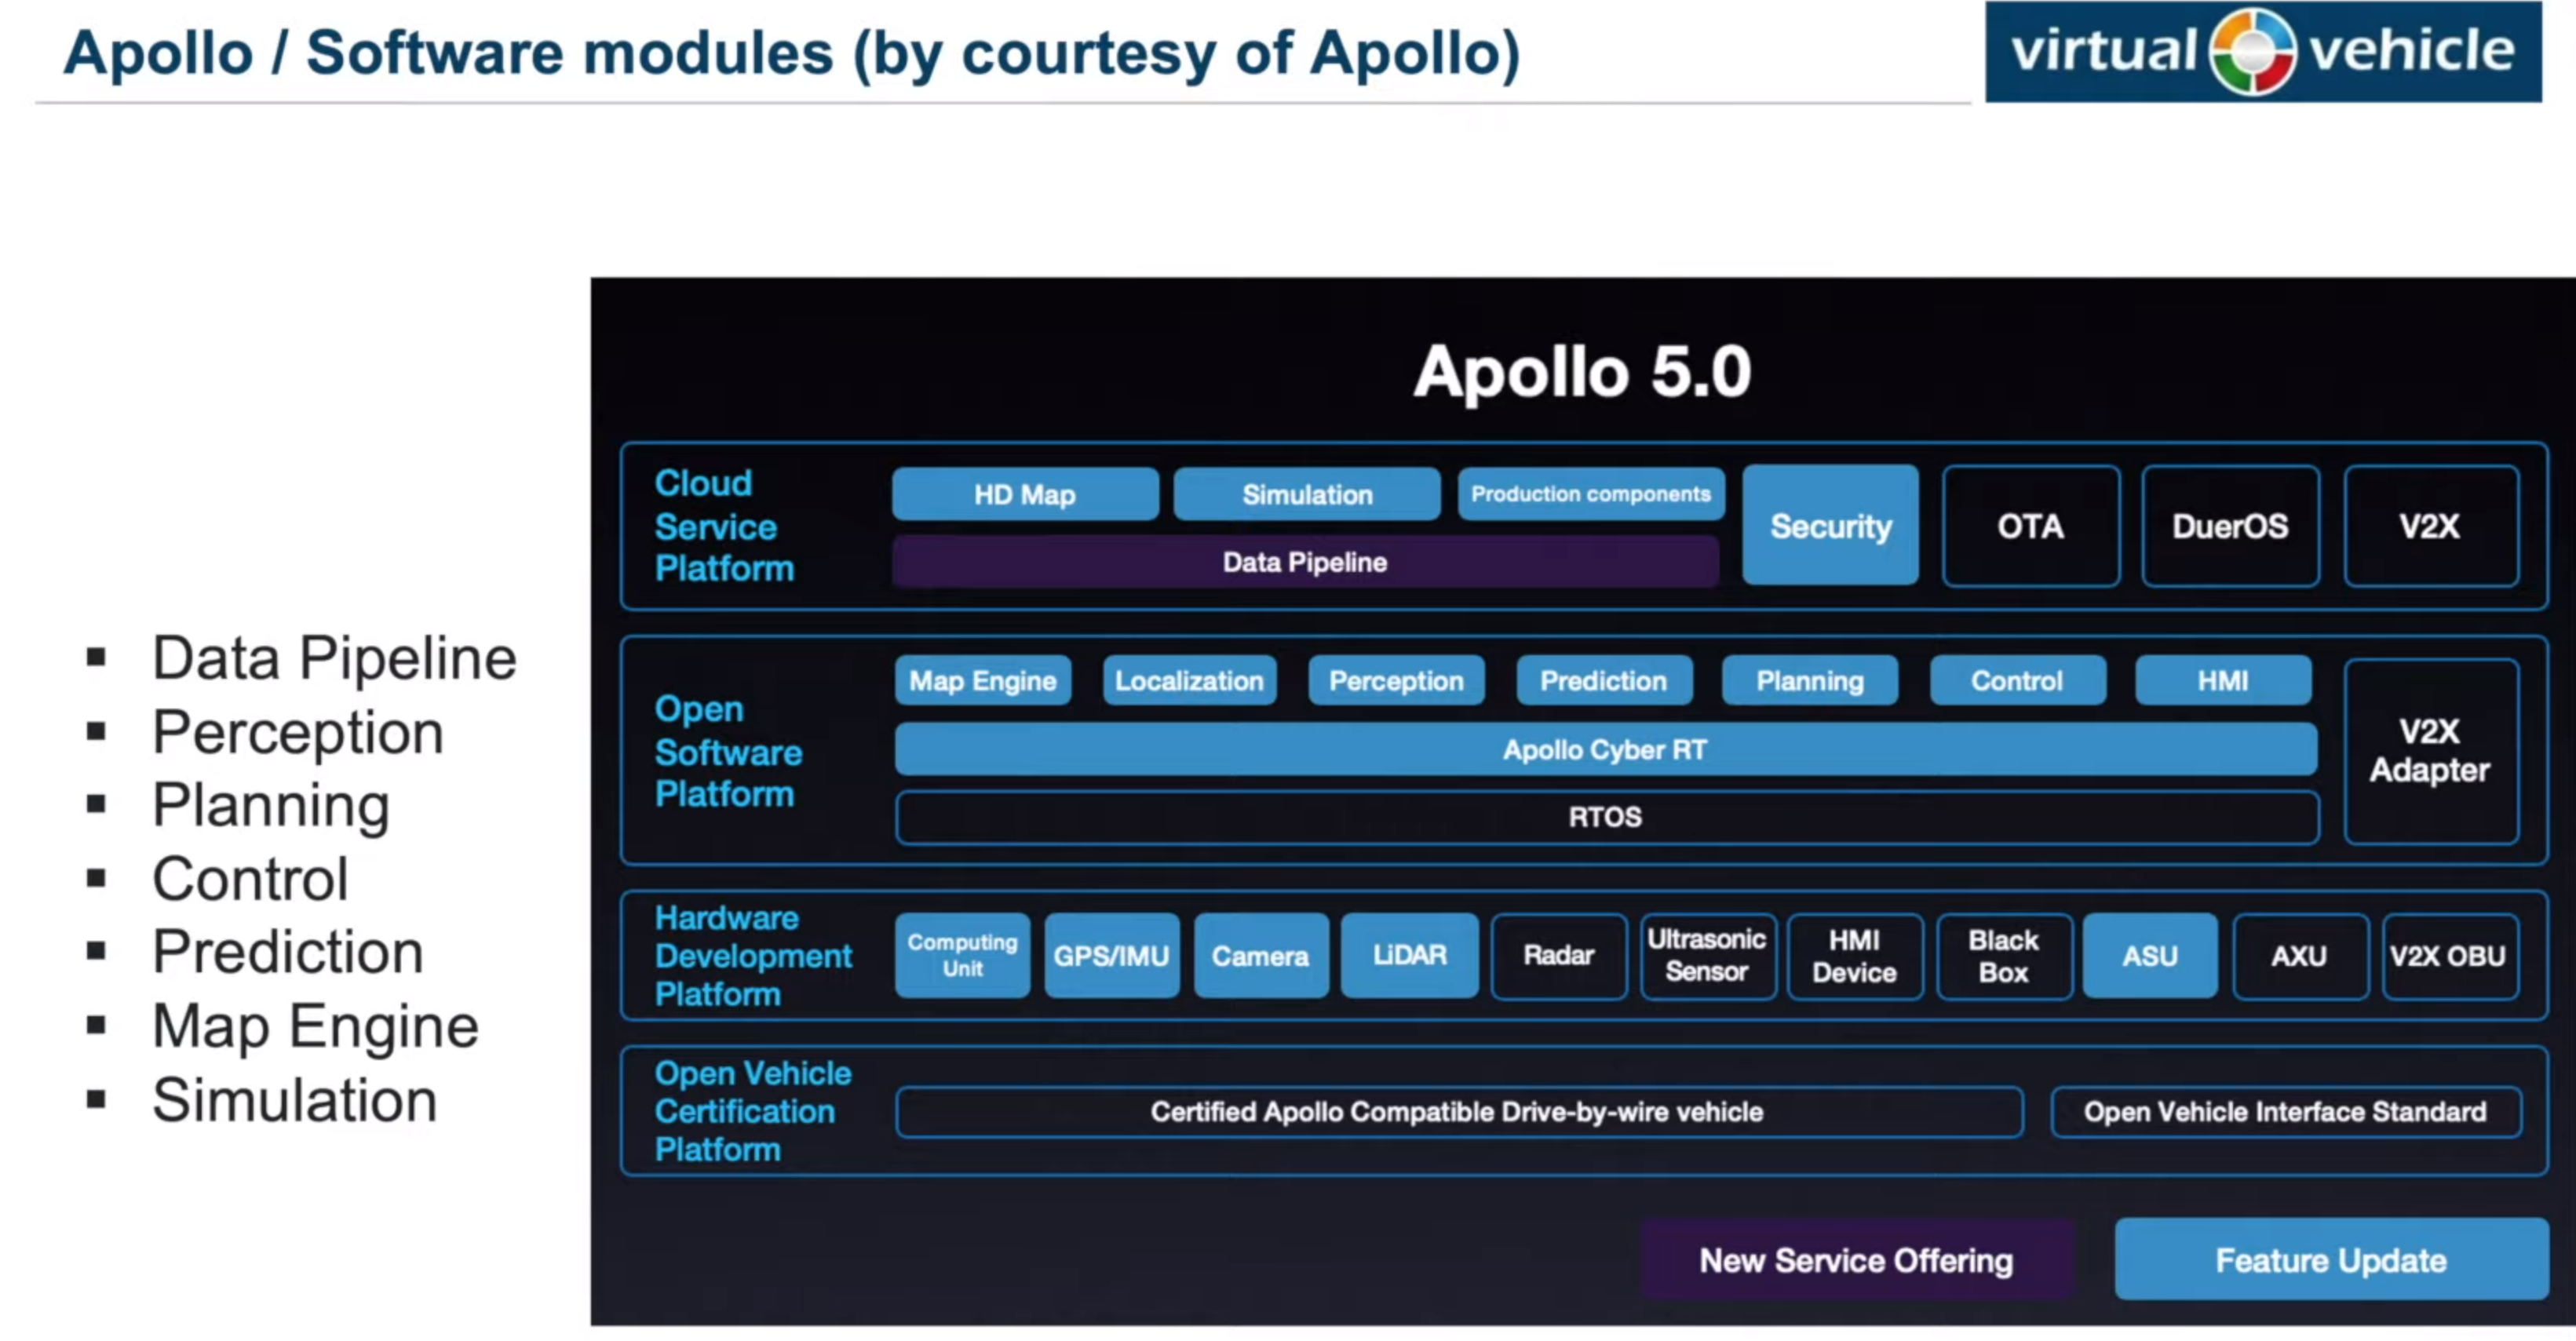 Apollo / Software modules (by courtesy of Apollo)
virtual vehicle
Data Pipeline
Perception
Planning
Control
Prediction
Map Engine
Simulation
Apollo 5.0
Cloud
Service
Platform
HD Map
Simulation
Production components
Data Pipeline
Security
OTA
DuerOS
V2X
Open
Software
Platform
Map Engine
Localization
Perception
Prediction
Planning
Control
HMI
Apollo Cyber RT
RTOS
V2X
Adapter
Hardware
Development
Platform
Computing
Unit
GPS/IMU
Camera
LiDAR
Radar
Ultrasonic
Sensor
HMI
Device
Black
Box
ASU
AXU
V2X OBU
Open Vehicle
Certification
Platform
Certified Apollo Compatible Drive-by-wire vehicle
Open Vehicle Interface Standard
New Service Offering
Feature Update